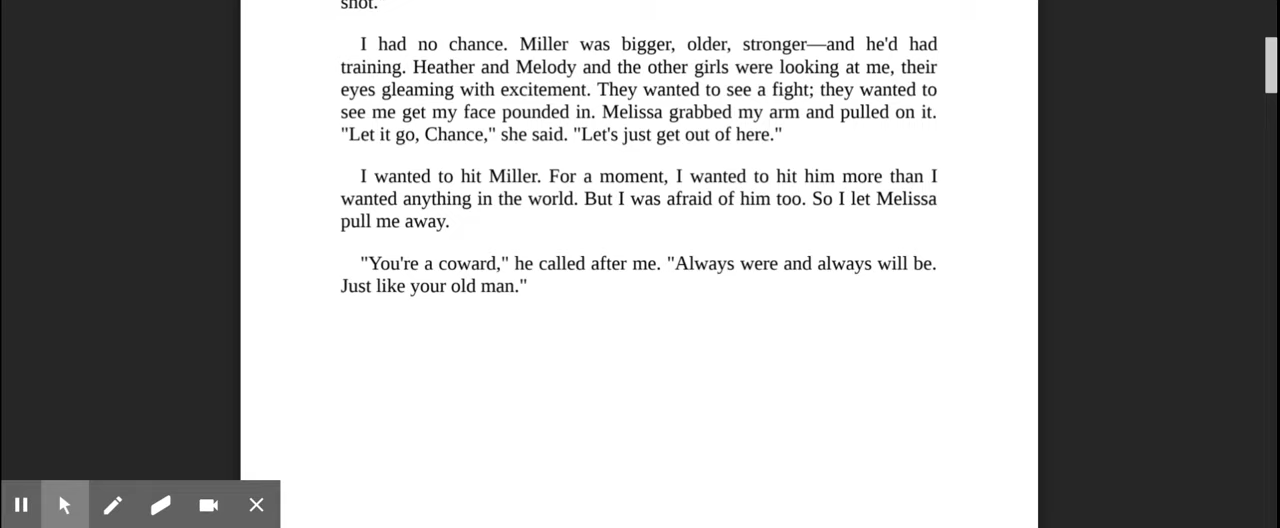 shot.
I had no chance. Miller was bigger, older, stronger—and he'd had
training. Heather and Melody and the other girls were looking at me, their
eyes gleaming with excitement. They wanted to see a fight; they wanted to
see me get my face pounded in. Melissa grabbed my arm and pulled on it.
"Let it go, Chance," she said. "Let's just get out of here."
I wanted to hit Miller. For a moment, I wanted to hit him more than I
wanted anything in the world. But I was afraid of him too. So I let Melissa
pull me away.
"You're a coward," he called after me. "Always were and always will be.
Just like your old man."